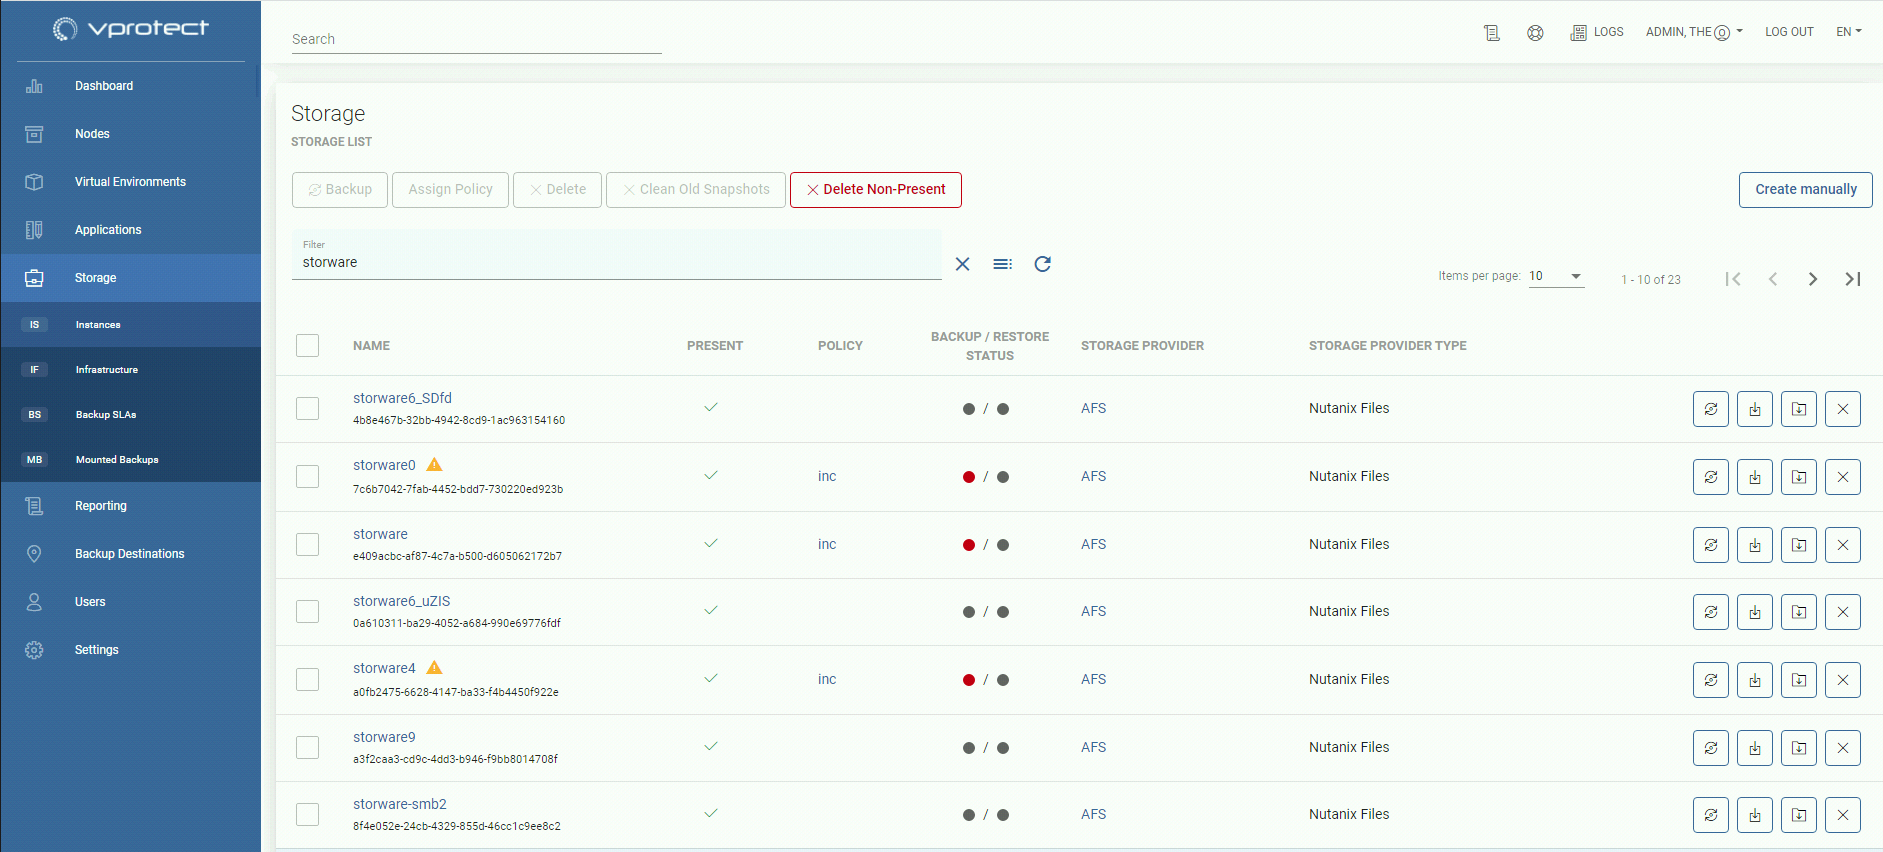 vprotect
Search
LOGS
ADMIN, THE
LOG OUT
EN
Dashboard
Nodes
Virtual Environments
Applications
Storage
IS Instances
IF Infrastructure
BS Backup SLAs
MB Mounted Backups
Reporting
Backup Destinations
Users
Settings
Storage
STORAGE LIST
Backup
Assign Policy
Delete
Clean Old Snapshots
Delete Non-Present
Create manually
Filter
storware
Items per page: 10
1 - 10 of 23
NAME
PRESENT
POLICY
BACKUP / RESTORE
STATUS
STORAGE PROVIDER
STORAGE PROVIDER TYPE
storware6_SDfd
4b8e467b-32bb-4942-8cd9-1ac963154160
/
AFS
Nutanix Files
storware0
7c6b7042-7fab-4452-bdd7-730220ed923b
inc
/
AFS
Nutanix Files
storware
e409acbc-af87-4c7a-b500-d605062172b7
inc
/
AFS
Nutanix Files
storware6_uZIS
0a610311-ba29-4052-a684-990e69776fdf
/
AFS
Nutanix Files
storware4
a0fb2475-6628-4147-ba33-f4b4450f922e
inc
/
AFS
Nutanix Files
storware9
a3f2caa3-cd9c-4dd3-b946-f9bb8014708f
/
AFS
Nutanix Files
storware-smb2
8f4e052e-24cb-4329-855d-46cc1c9ee8c2
/
AFS
Nutanix Files